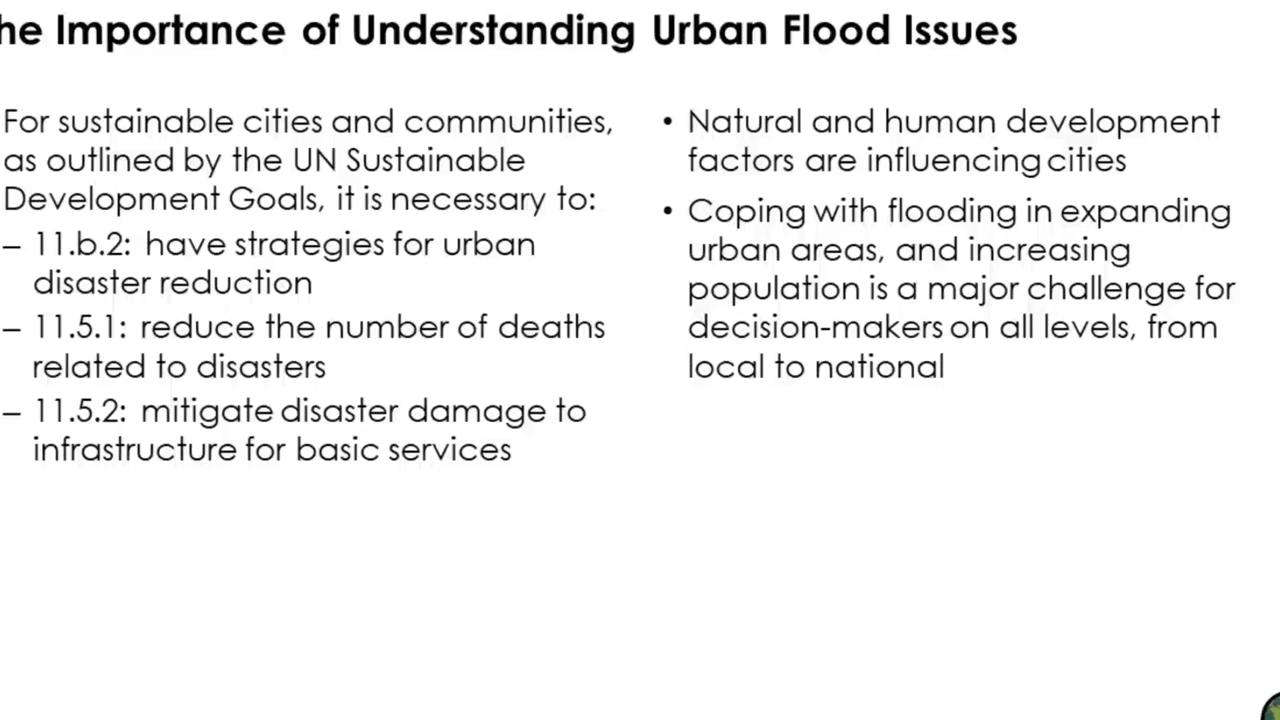 he Importance of Understanding Urban Flood Issues
For sustainable cities and communities,
as outlined by the UN Sustainable
Development Goals, it is necessary to:
– 11.b.2: have strategies for urban
disaster reduction
– 11.5.1: reduce the number of deaths
related to disasters
– 11.5.2: mitigate disaster damage to
infrastructure for basic services
• Natural and human development
factors are influencing cities
• Coping with flooding in expanding
urban areas, and increasing
population is a major challenge for
decision-makers on all levels, from
local to national